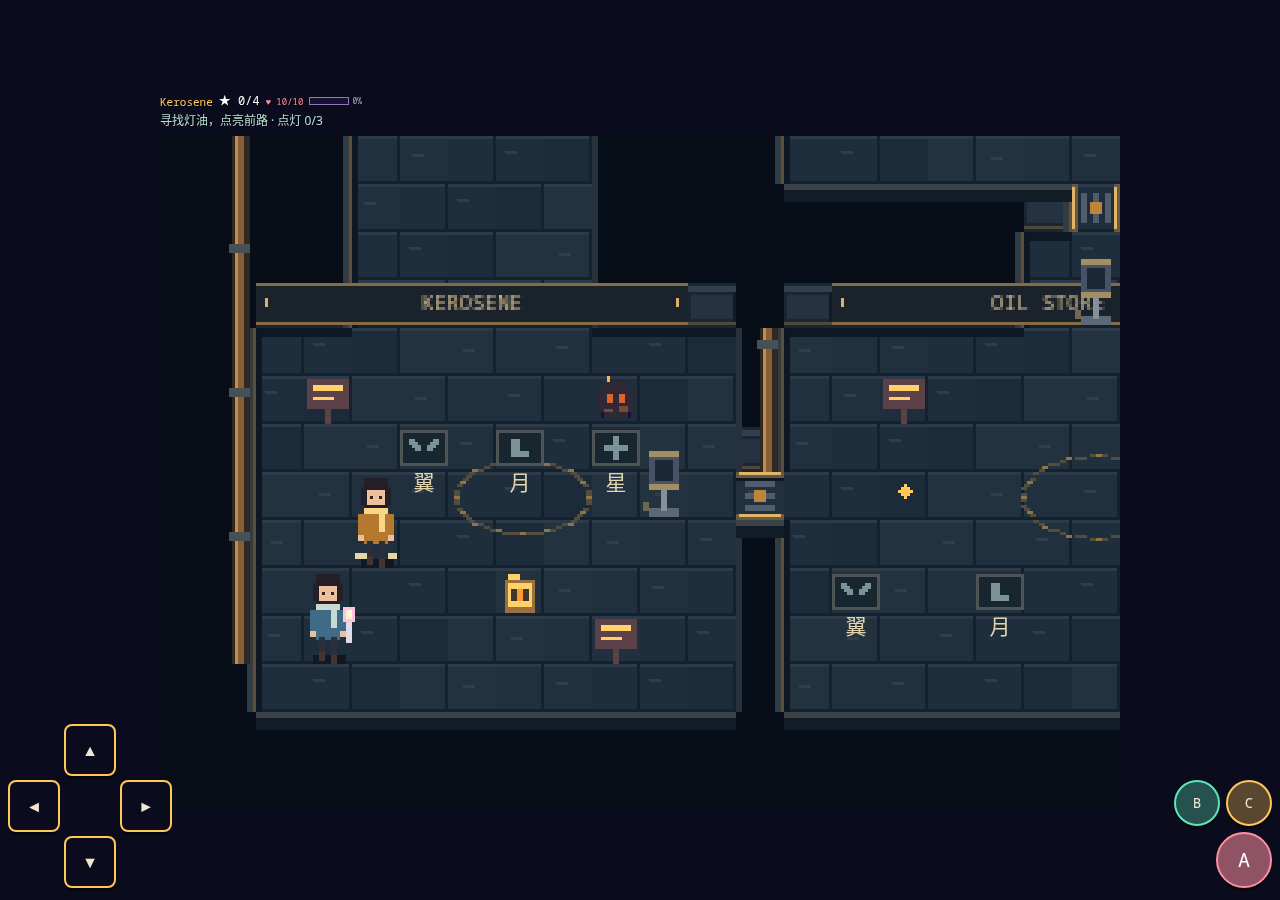 Kerosene ★ 0/4 ♥ 10/10 0%
寻找灯油，点亮前路 · 点灯 0/3
KEROSENE
OIL STORE
翼 月 星
翼 月
▲
◄ ►
▼
B C
A